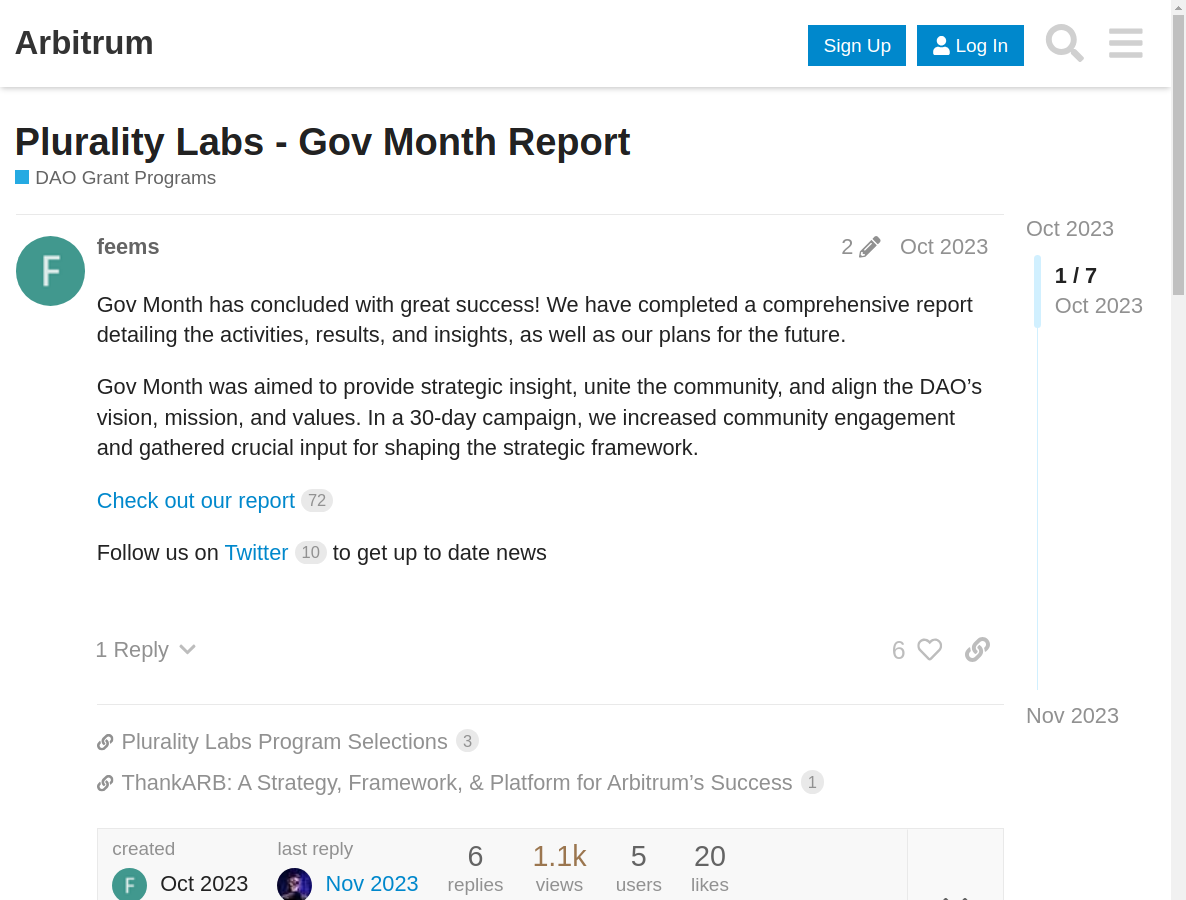 Arbitrum
Sign Up
Log In
Plurality Labs - Gov Month Report
DAO Grant Programs
F
feems
2
Oct 2023
Gov Month has concluded with great success! We have completed a comprehensive report
detailing the activities, results, and insights, as well as our plans for the future.
Gov Month was aimed to provide strategic insight, unite the community, and align the DAO’s
vision, mission, and values. In a 30-day campaign, we increased community engagement
and gathered crucial input for shaping the strategic framework.
Check out our report 72
Follow us on Twitter 10 to get up to date news
1 Reply
6
Oct 2023
1 / 7
Oct 2023
Nov 2023
Plurality Labs Program Selections 3
ThankARB: A Strategy, Framework, & Platform for Arbitrum’s Success 1
created
F
Oct 2023
last reply
Nov 2023
6
replies
1.1k
views
5
users
20
likes